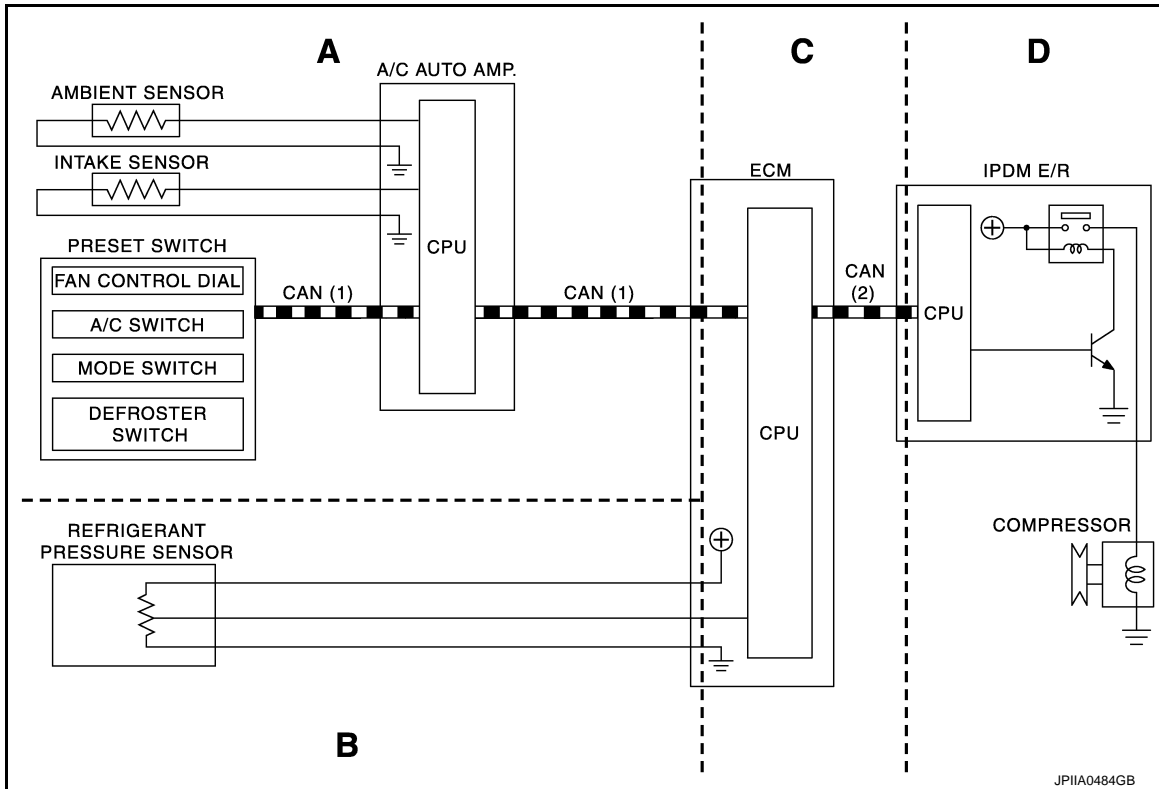 A
C
D
A/C AUTO AMP.
AMBIENT SENSOR
INTAKE SENSOR
ECM
IPDM E/R
PRESET SWITCH
CPU
FAN CONTROL DIAL
CAN (1)
CAN (1)
CAN
(2)
A/C SWITCH
CPU
MODE SWITCH
DEFROSTER
SWITCH
CPU
REFRIGERANT
PRESSURE SENSOR
COMPRESSOR
B
JPIIA0484GB